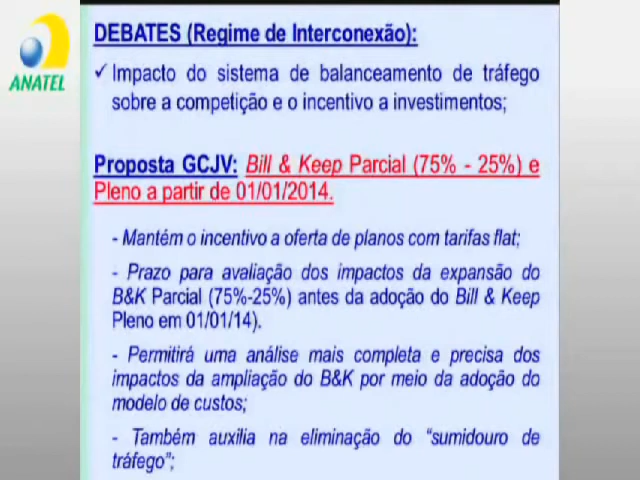 ANATEL
DEBATES (Regime de Interconexão):
✓ Impacto do sistema de balanceamento de tráfego
sobre a competição e o incentivo a investimentos;
Proposta GCJV: Bill & Keep Parcial (75% - 25%) e
Pleno a partir de 01/01/2014.
- Mantém o incentivo a oferta de planos com tarifas flat;
- Prazo para avaliação dos impactos da expansão do
B&K Parcial (75%-25%) antes da adoção do Bill & Keep
Pleno em 01/01/14).
- Permitirá uma análise mais completa e precisa dos
impactos da ampliação do B&K por meio da adoção do
modelo de custos;
- Também auxilia na eliminação do “sumidouro de
tráfego”;